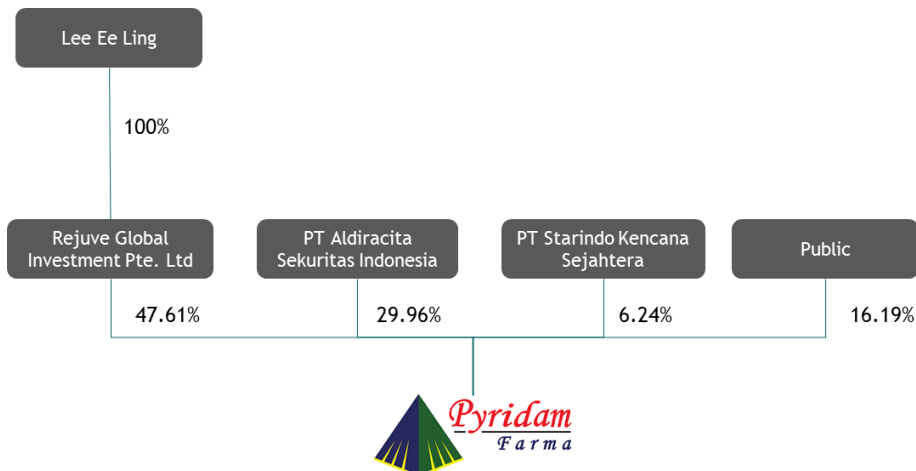 Lee Ee Ling
100%
Rejuve Global
Investment Pte. Ltd
PT Aldiracita
Sekuritas Indonesia
PT Starindo Kencana
Sejahtera
Public
47.61%
29.96%
6.24%
16.19%
Pyridam
Farma